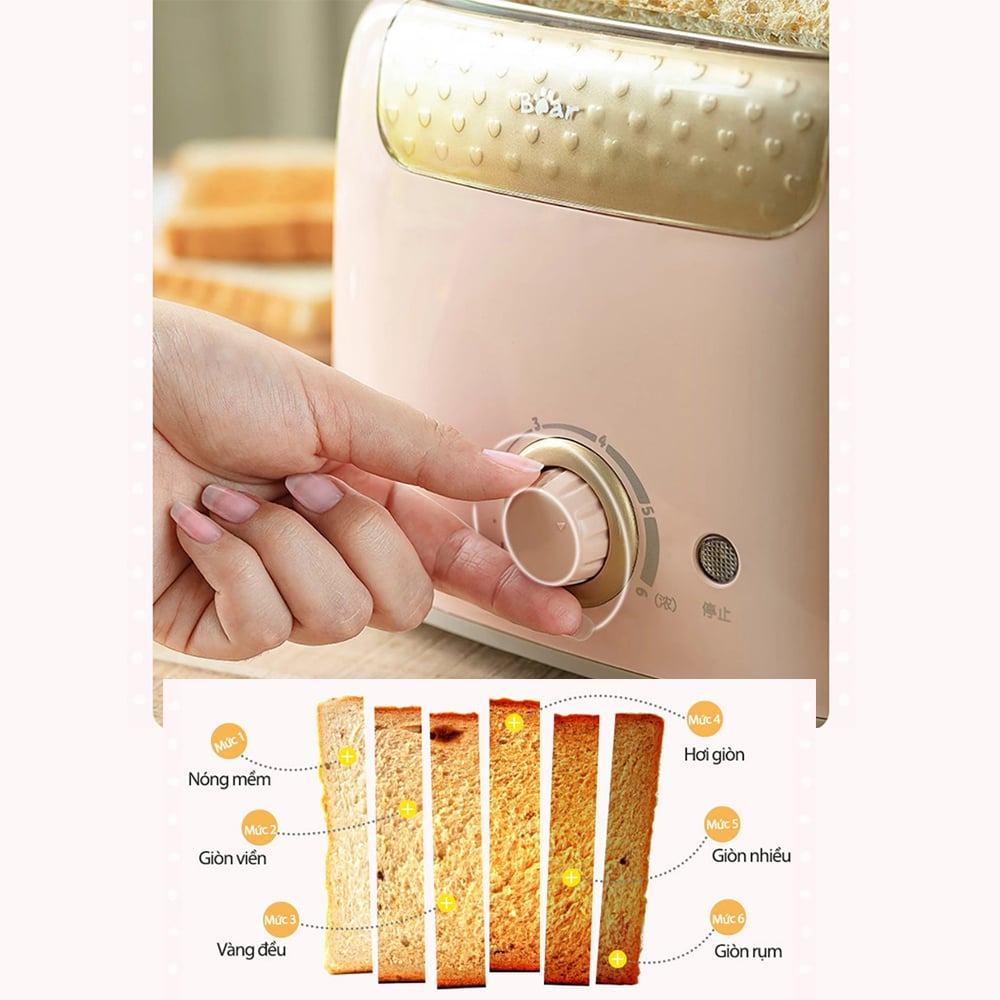 Bear
3
4
5
6 (浓)
停止
Mức 1
Nóng mềm
Mức 2
Giòn viền
Mức 3
Vàng đều
Mức 4
Hơi giòn
Mức 5
Giòn nhiều
Mức 6
Giòn rụm